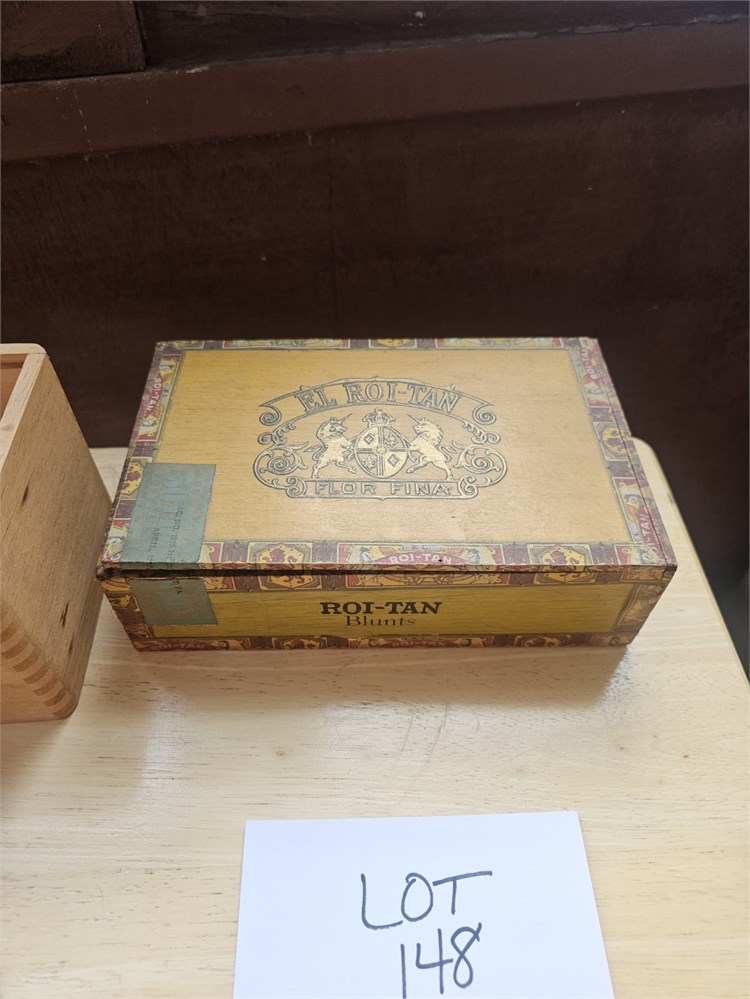 EL ROI-TAN
FLOR FINA
ROI-TAN
ROI-TAN
Blunts
LOT
148